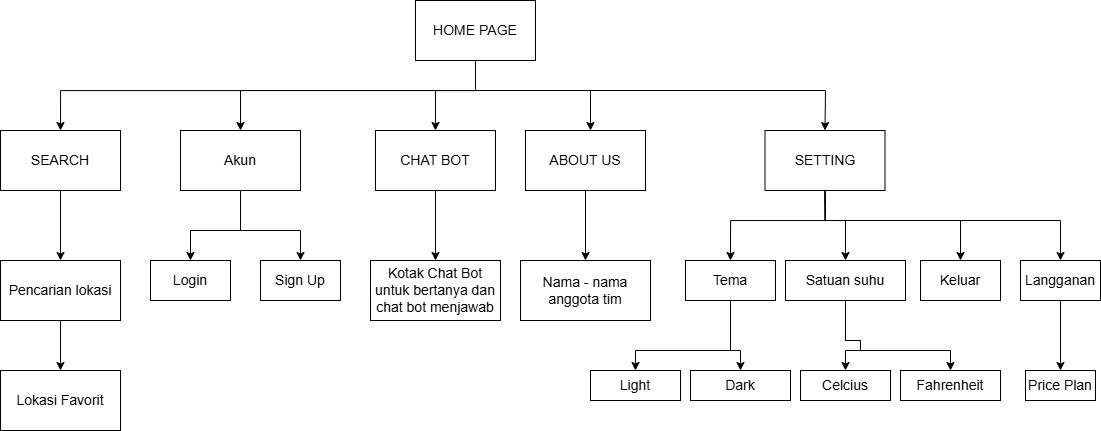 HOME PAGE
SEARCH
Akun
CHAT BOT
ABOUT US
SETTING
Pencarian lokasi
Login
Sign Up
Kotak Chat Bot
untuk bertanya dan
chat bot menjawab
Nama - nama
anggota tim
Tema
Satuan suhu
Keluar
Langganan
Lokasi Favorit
Light
Dark
Celcius
Fahrenheit
Price Plan